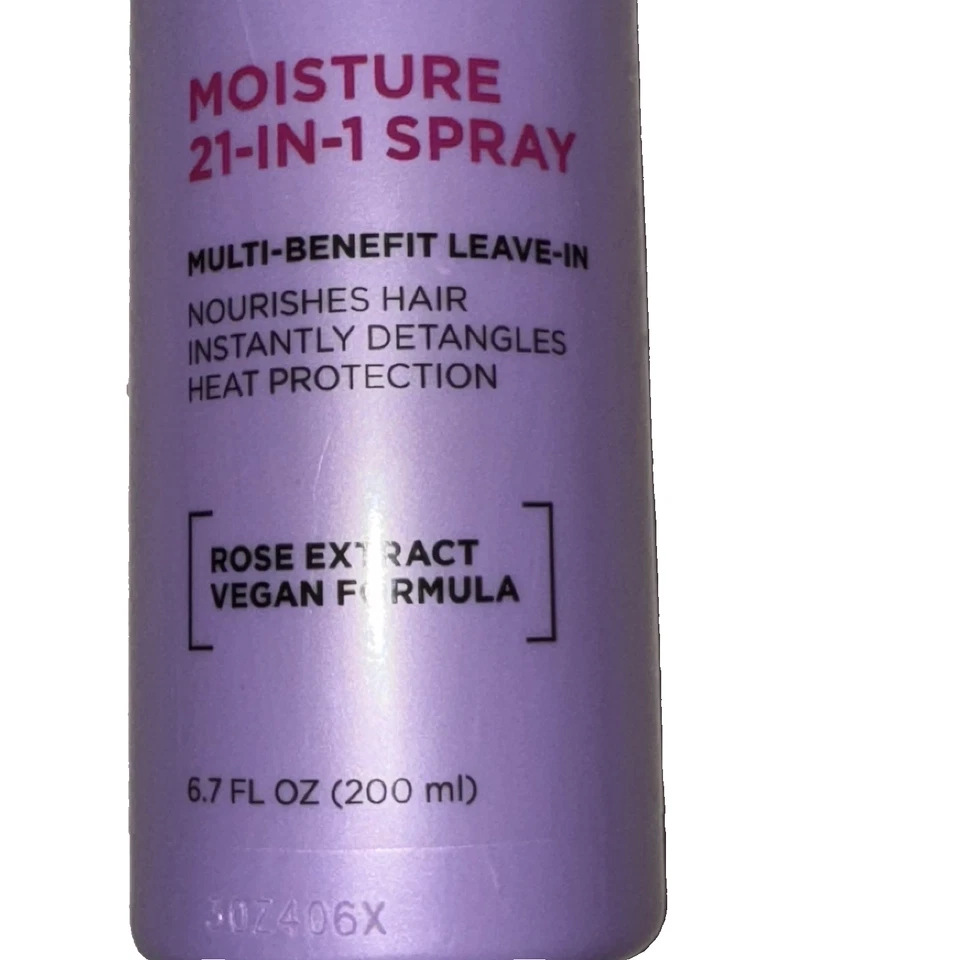 MOISTURE
21-IN-1 SPRAY
MULTI-BENEFIT LEAVE-IN
NOURISHES HAIR
INSTANTLY DETANGLES
HEAT PROTECTION
ROSE EXTRACT
VEGAN FORMULA
6.7 FL OZ (200 ml)